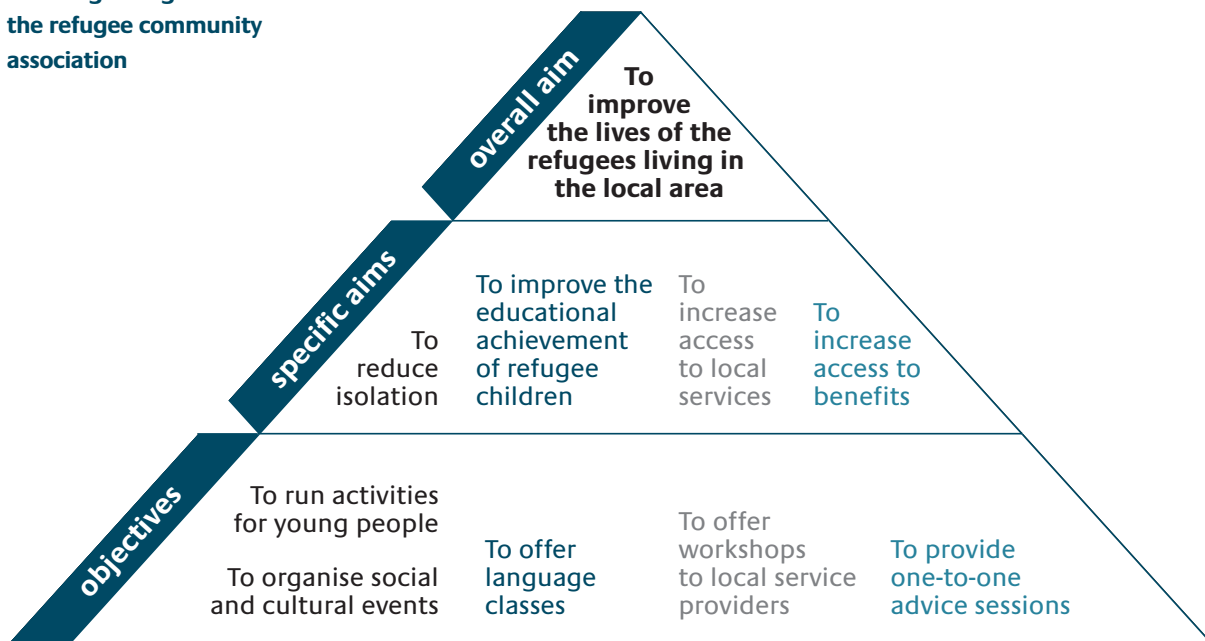 the refugee community
association
overall aim
To
improve
the lives of the
refugees living in
the local area
specific aims
To
reduce
isolation
To improve the
educational
achievement
of refugee
children
To
increase
access
to local
services
To
increase
access to
benefits
objectives
To run activities
for young people
To organise social
and cultural events
To offer
language
classes
To offer
workshops
to local service
providers
To provide
one-to-one
advice sessions